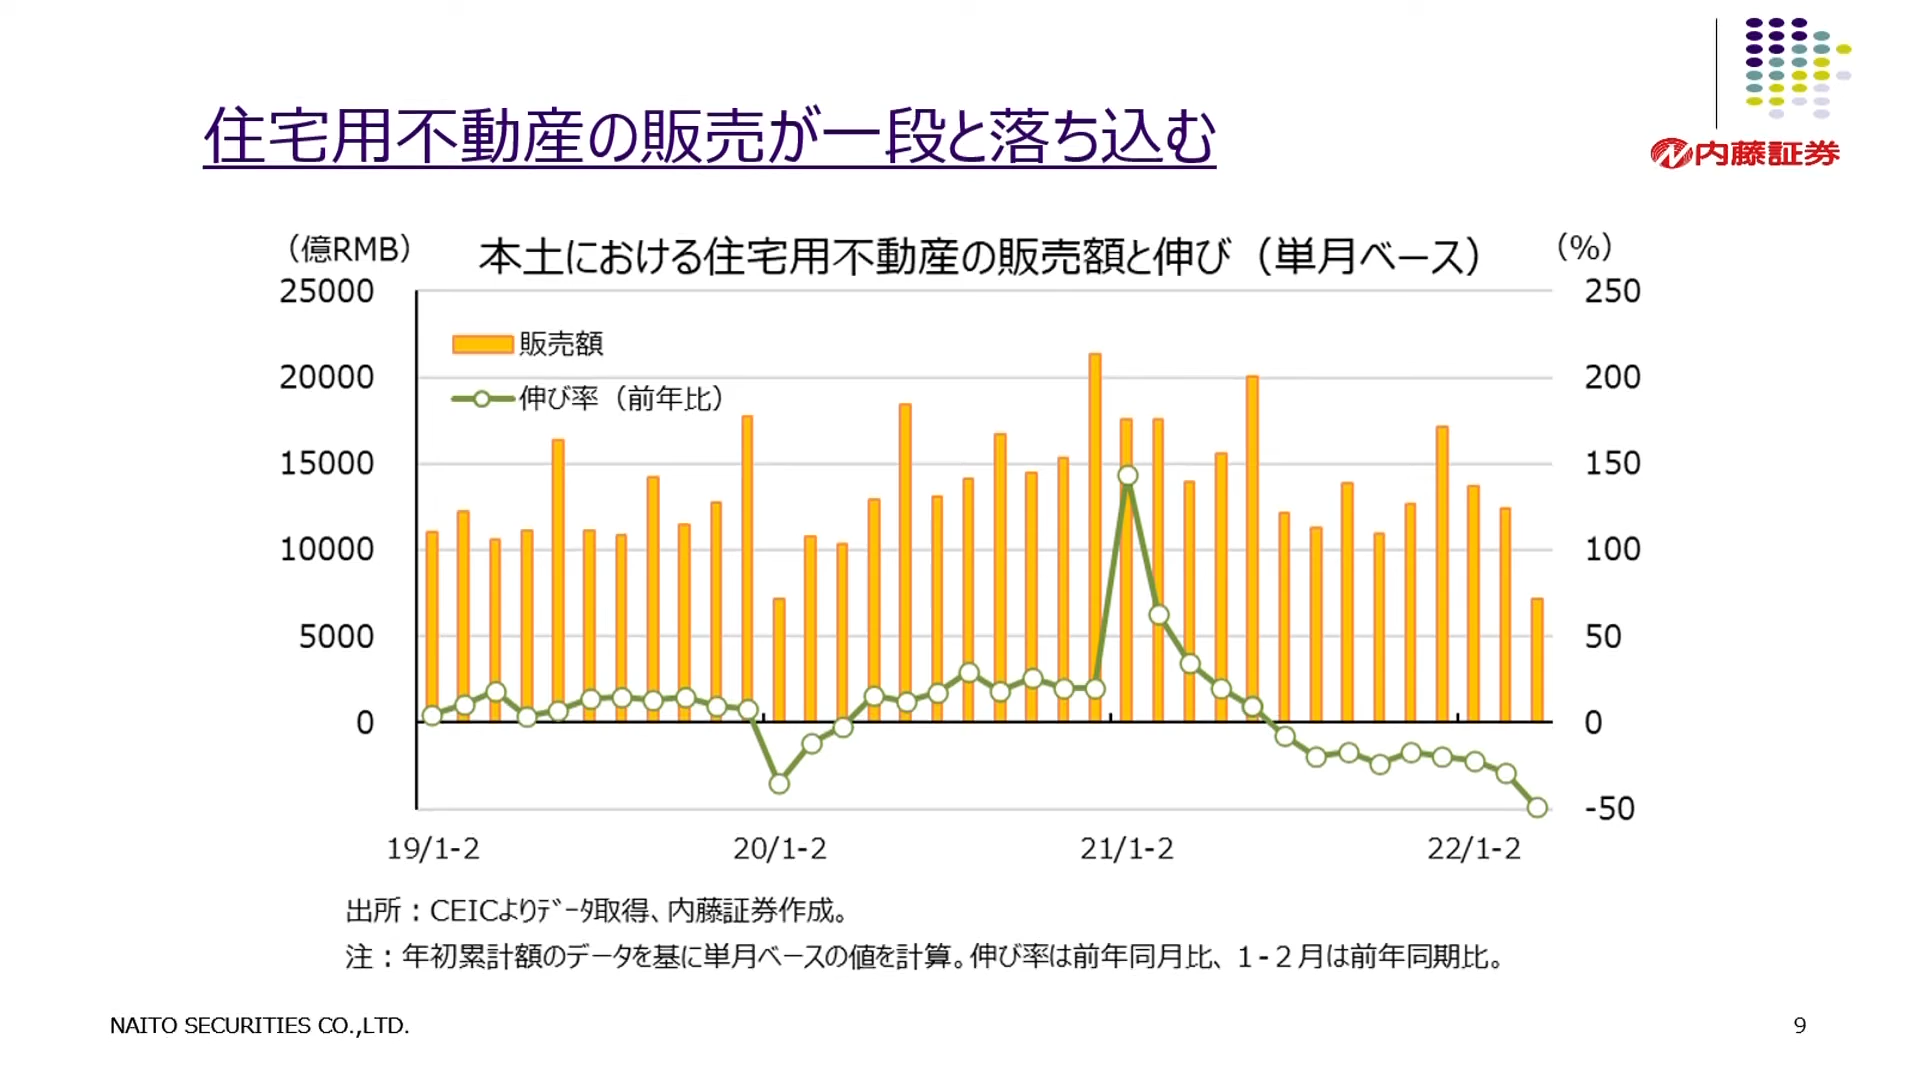 内藤証券
住宅用不動産の販売が一段と落ち込む
（億RMB）
本土における住宅用不動産の販売額と伸び（単月ベース）
（%）
25000
20000
15000
10000
5000
0
販売額
伸び率（前年比）
250
200
150
100
50
0
-50
19/1-2
20/1-2
21/1-2
22/1-2
出所：CEICよりﾃﾞｰﾀ取得、内藤証券作成。
注：年初累計額のデータを基に単月ベースの値を計算。伸び率は前年同月比、１-２月は前年同期比。
NAITO SECURITIES CO.,LTD.
9